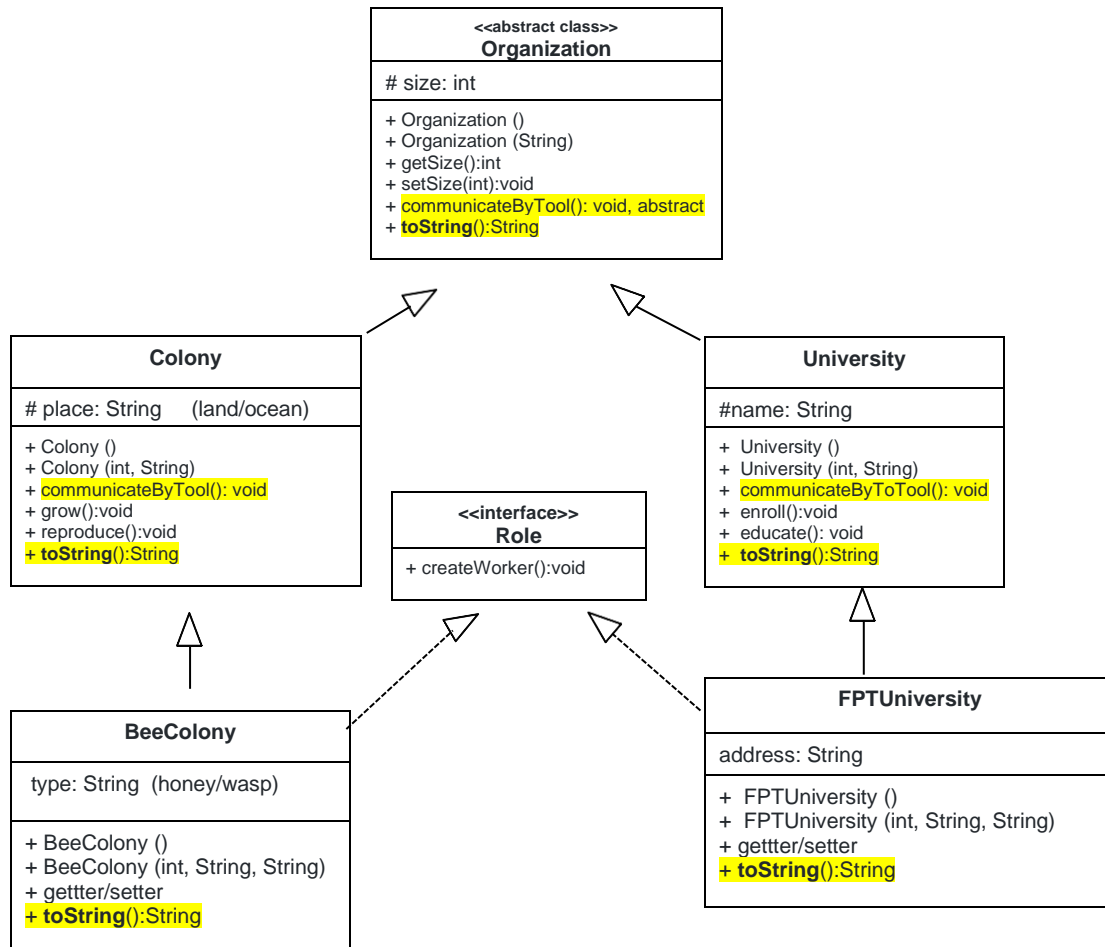 <<abstract class>>
Organization
# size: int
+ Organization ()
+ Organization (String)
+ getSize():int
+ setSize(int):void
+ communicateByTool(): void, abstract
+ toString():String
Colony
# place: String (land/ocean)
+ Colony ()
+ Colony (int, String)
+ communicateByTool(): void
+ grow():void
+ reproduce():void
+ toString():String
University
#name: String
+ University ()
+ University (int, String)
+ communicateByToTool(): void
+ enroll():void
+ educate(): void
+ toString():String
<<interface>>
Role
+ createWorker():void
BeeColony
type: String (honey/wasp)
+ BeeColony ()
+ BeeColony (int, String, String)
+ gettter/setter
+ toString():String
FPTUniversity
address: String
+ FPTUniversity ()
+ FPTUniversity (int, String, String)
+ gettter/setter
+ toString():String